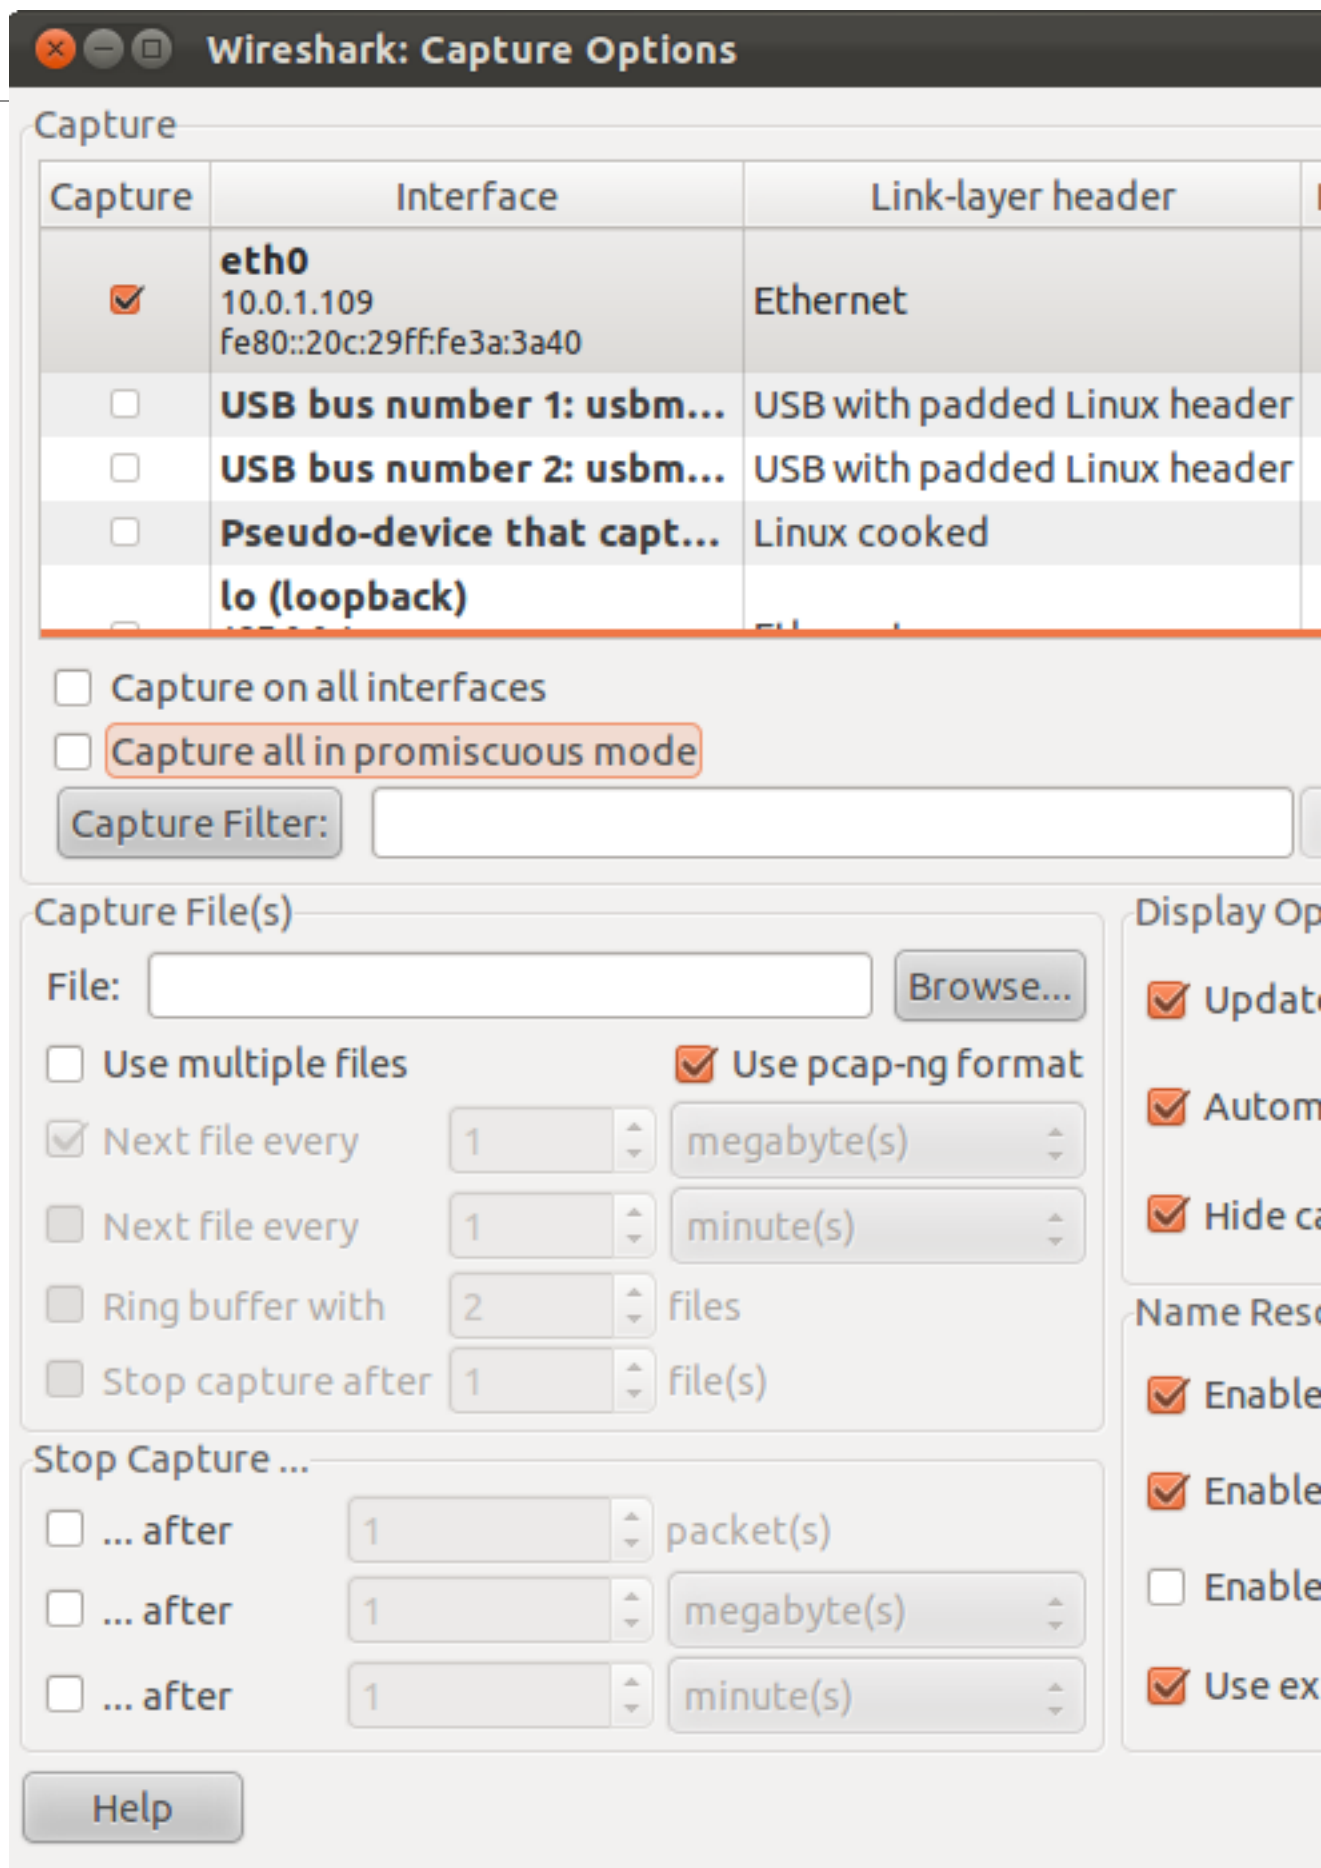 Wireshark: Capture Options
Capture
Capture Interface Link-layer header
eth0
10.0.1.109
fe80::20c:29ff:fe3a:3a40
Ethernet
USB bus number 1: usbm... USB with padded Linux header
USB bus number 2: usbm... USB with padded Linux header
Pseudo-device that capt... Linux cooked
lo (loopback)
Capture on all interfaces
Capture all in promiscuous mode
Capture Filter:
Capture File(s)
File: Browse...
Use multiple files Use pcap-ng format
Next file every 1 megabyte(s)
Next file every 1 minute(s)
Ring buffer with 2 files
Stop capture after 1 file(s)
Stop Capture ...
... after 1 packet(s)
... after 1 megabyte(s)
... after 1 minute(s)
Help
Display Op
Update
Autom
Hide ca
Name Reso
Enable
Enable
Enable
Use ex